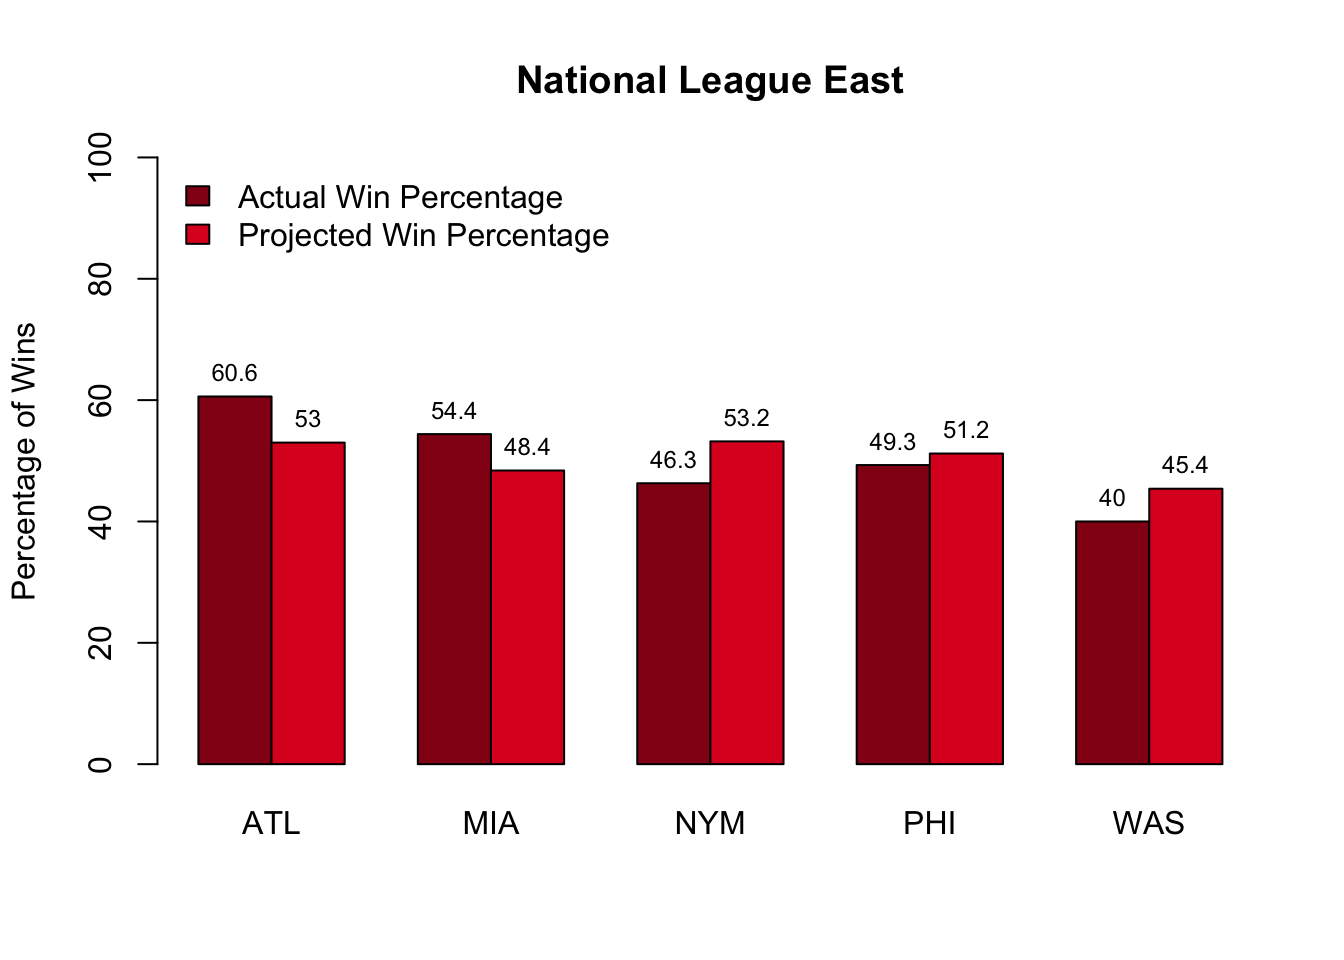 National League East
Actual Win Percentage
Projected Win Percentage
Percentage of Wins
100
80
60
40
20
0
60.6
53
54.4
48.4
46.3
53.2
49.3
51.2
40
45.4
ATL
MIA
NYM
PHI
WAS